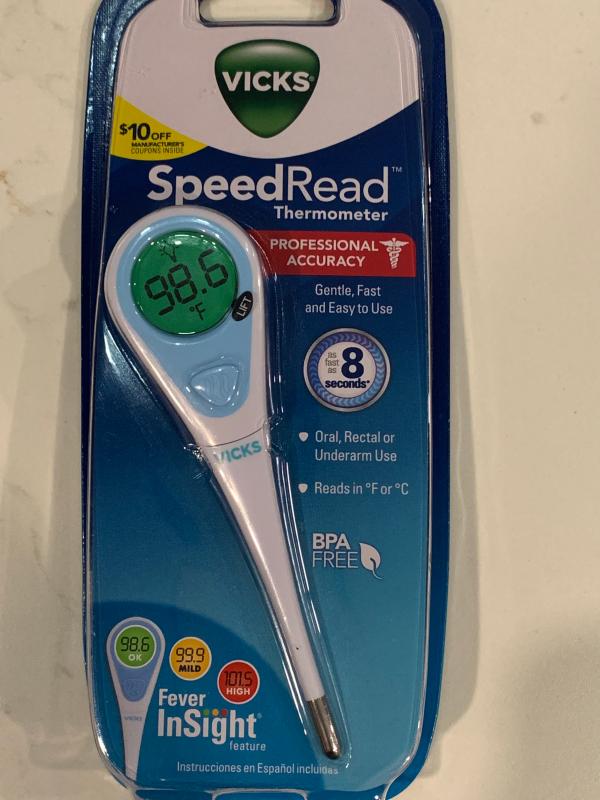 VICKS®
$10 OFF
MANUFACTURER'S
COUPONS INSIDE
SpeedRead™
Thermometer
PROFESSIONAL
ACCURACY
Gentle, Fast
and Easy to Use
98.6
°F
LIFT
as
fast
as
8
seconds*
Oral, Rectal or
Underarm Use
VICKS
Reads in °F or °C
BPA
FREE
98.6
OK
99.9
MILD
101.5
HIGH
Fever
InSight®
feature
VICKS
Instrucciones en Español incluidas